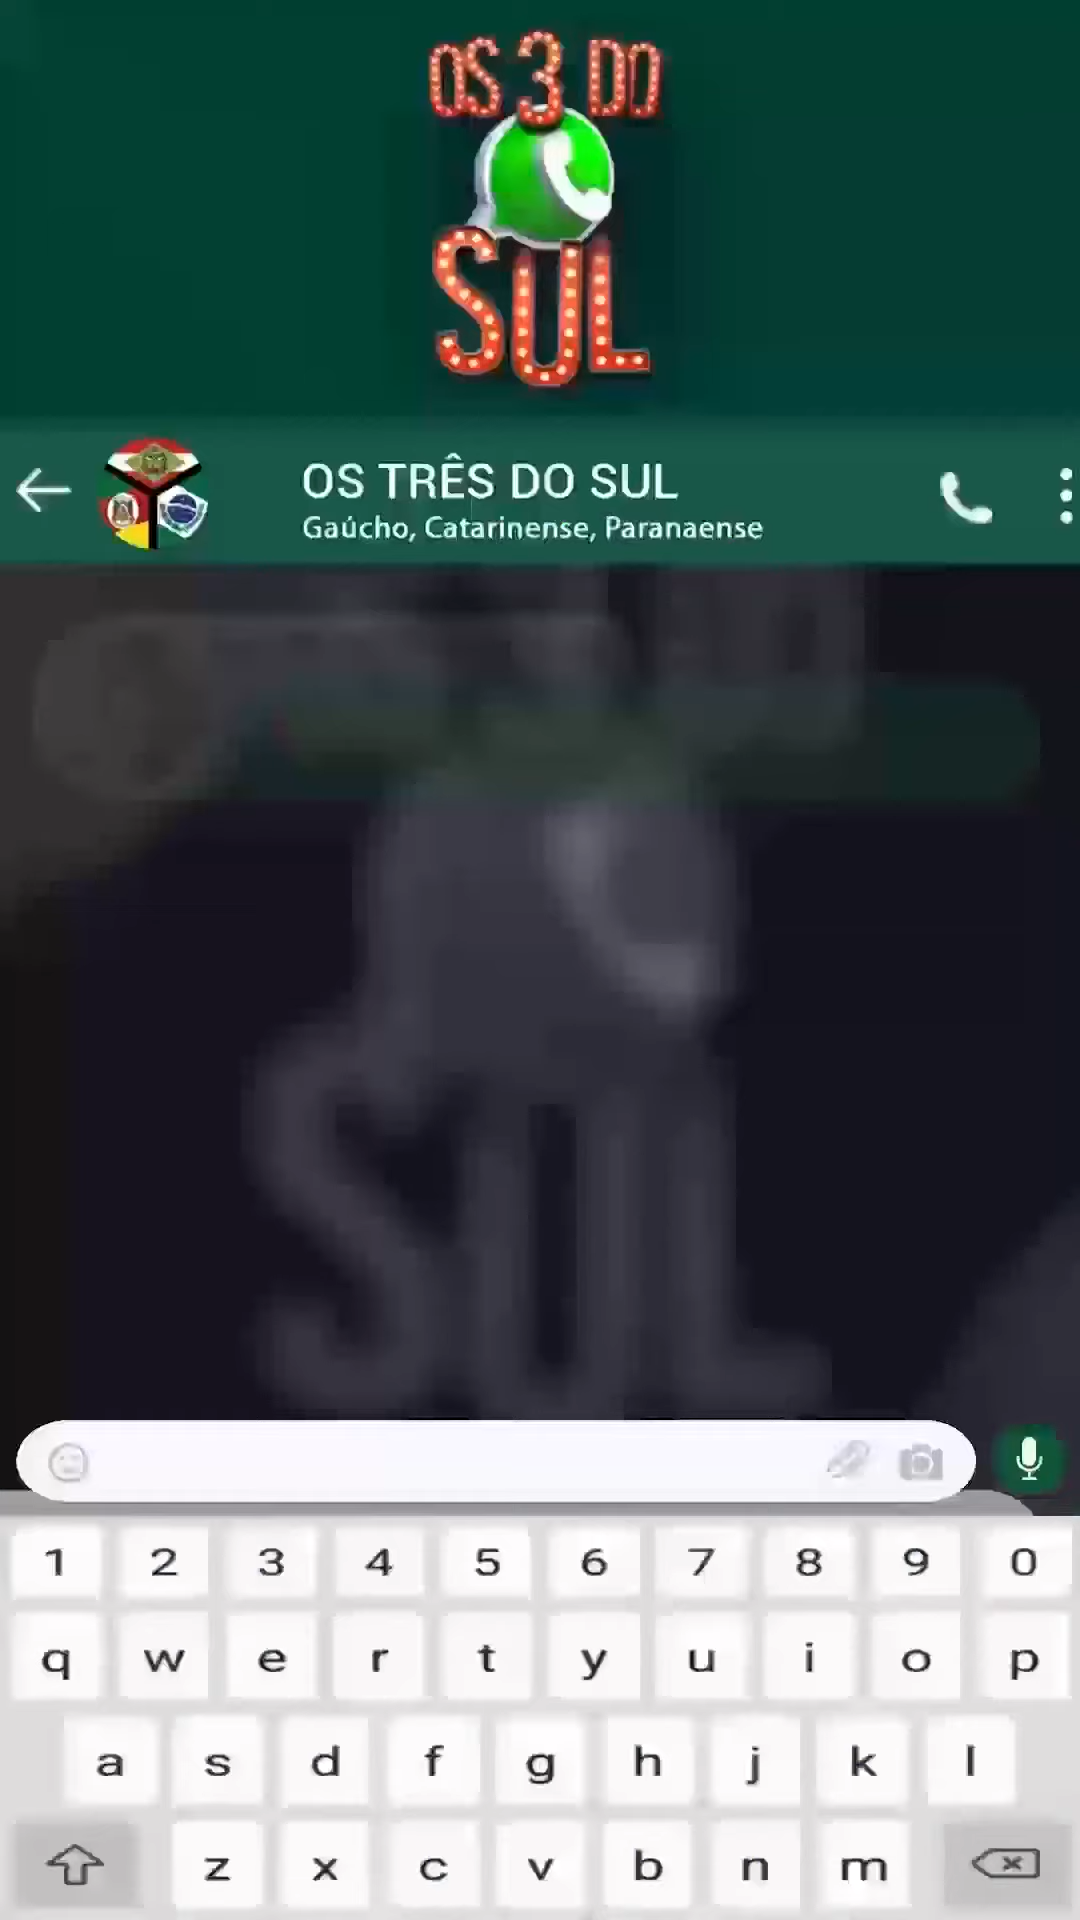 OS 3 DO
SUL
OS TRÊS DO SUL
Gaúcho, Catarinense, Paranaense
SUL
1 2 3 4 5 6 7 8 9 0
q w e r t y u i o p
a s d f g h j k l
z x c v b n m